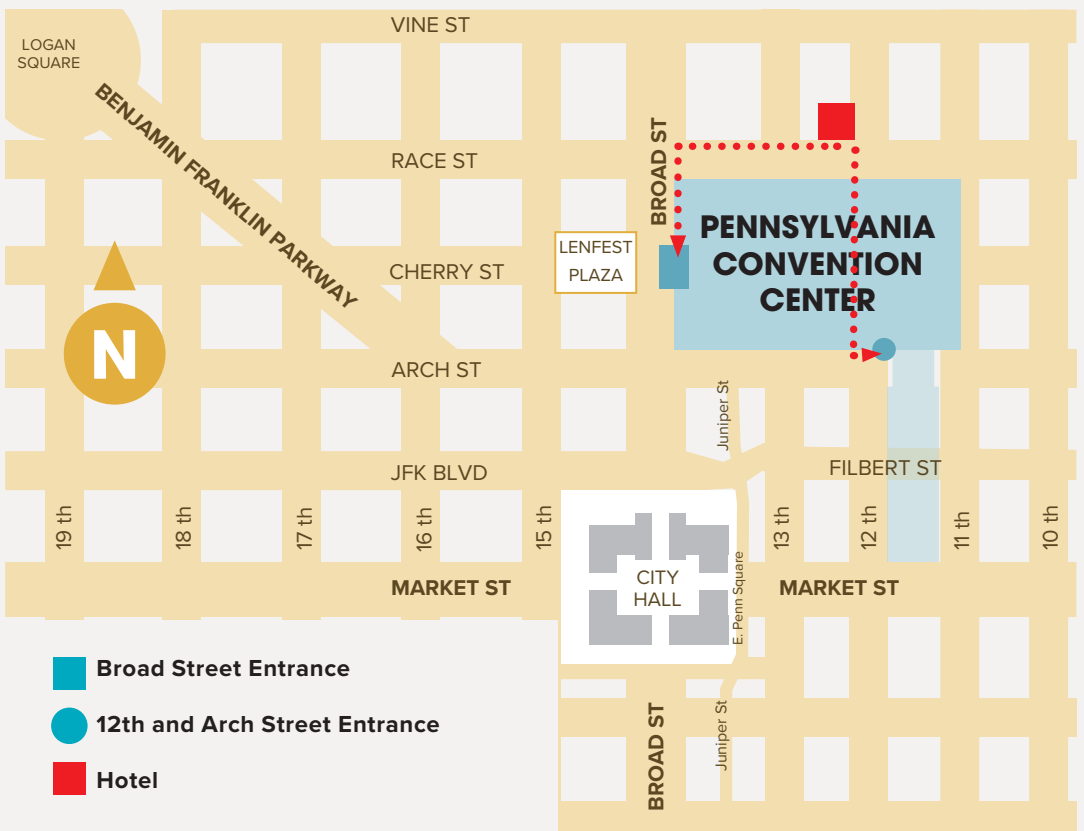 VINE ST
LOGAN
SQUARE
BENJAMIN FRANKLIN PARKWAY
BROAD ST
RACE ST
PENNSYLVANIA
CONVENTION
CENTER
LENFEST
PLAZA
CHERRY ST
N
ARCH ST
Juniper St
JFK BLVD
FILBERT ST
19 th
18 th
17 th
16 th
15 th
13 th
12 th
11 th
10 th
CITY
HALL
E. Penn Square
MARKET ST
MARKET ST
Broad Street Entrance
12th and Arch Street Entrance
Hotel
BROAD ST
Juniper St